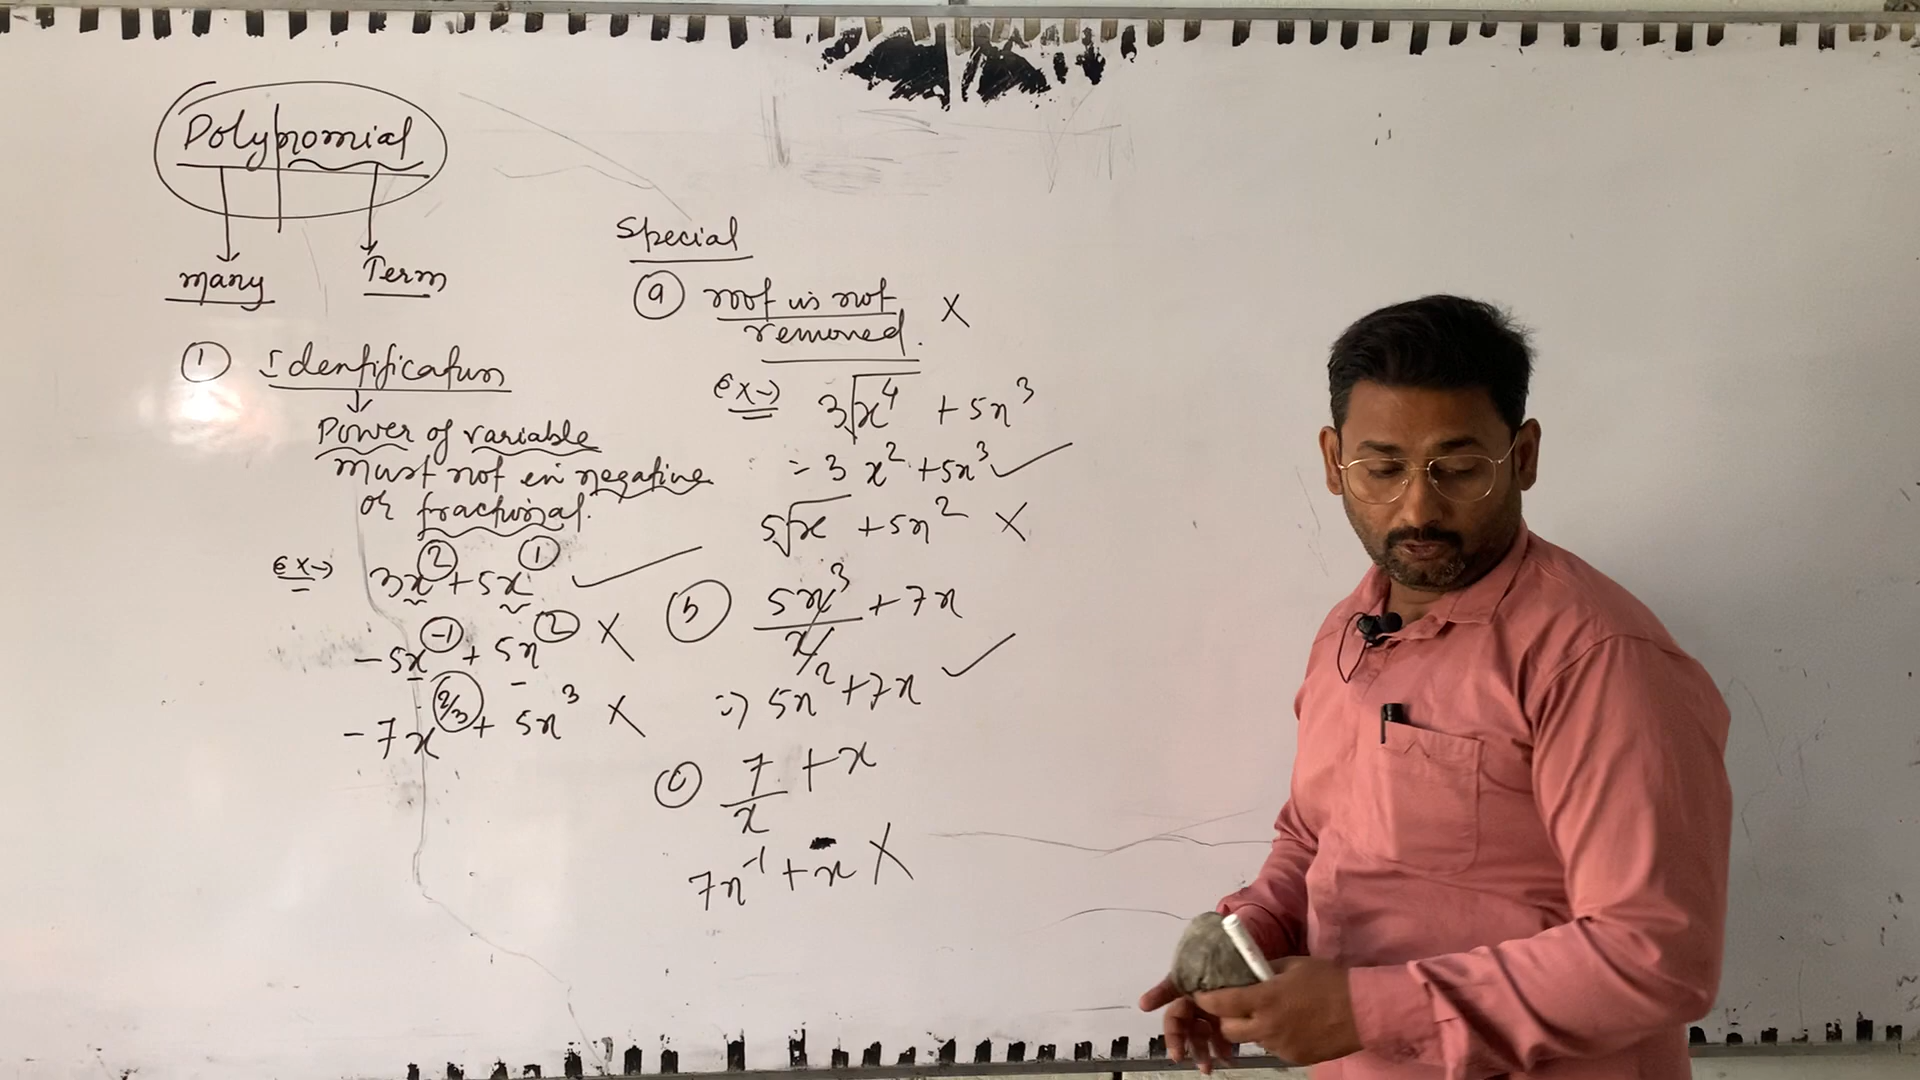 Polynomial
many Term
① Identification
Power of variable
must not in negative
or fractional.
Ex→ 3x² + 5x¹ ✓
-5x⁻¹ + 5x² ✗
-7x^(2/3) + 5x³ ✗
Special
ⓐ root is not ✗
removed.
Ex→ 3√x⁴ + 5x³
= 3x² + 5x³ ✓
5√x + 5x² ✗
ⓑ 5x³/x + 7x
⇒ 5x² + 7x ✓
ⓒ 7/x + x
7x⁻¹ + x ✗